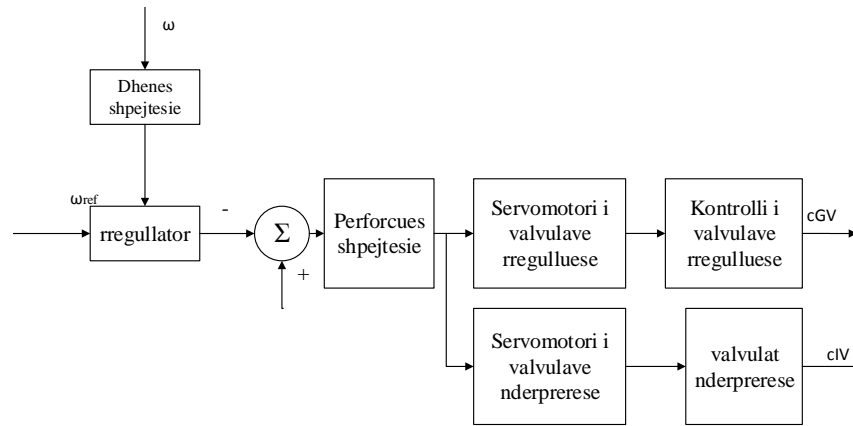 ω
Dhenes
shpejtesie
ωref
rregullator
-
Σ
+
Perforcues
shpejtesie
Servomotori i
valvulave
rregulluese
Kontrolli i
valvulave
rregulluese
cGV
Servomotori i
valvulave
nderprerese
valvulat
nderprerese
cIV